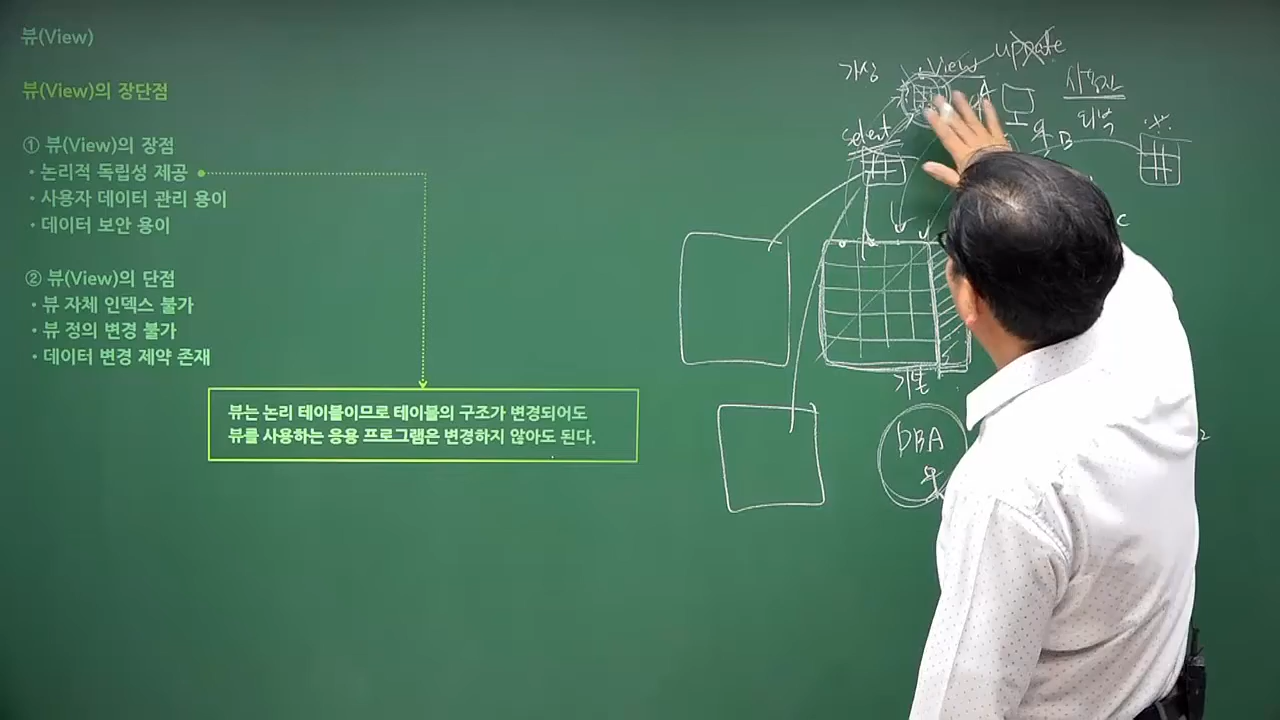 뷰(View)
뷰(View)의 장단점
① 뷰(View)의 장점
· 논리적 독립성 제공
· 사용자 데이터 관리 용이
· 데이터 보안 용이
② 뷰(View)의 단점
· 뷰 자체 인덱스 불가
· 뷰 정의 변경 불가
· 데이터 변경 제약 존재
뷰는 논리 테이블이므로 테이블의 구조가 변경되어도
뷰를 사용하는 응용 프로그램은 변경하지 않아도 된다.
update
View
가상
A
select
B
C
기본
DBA
2